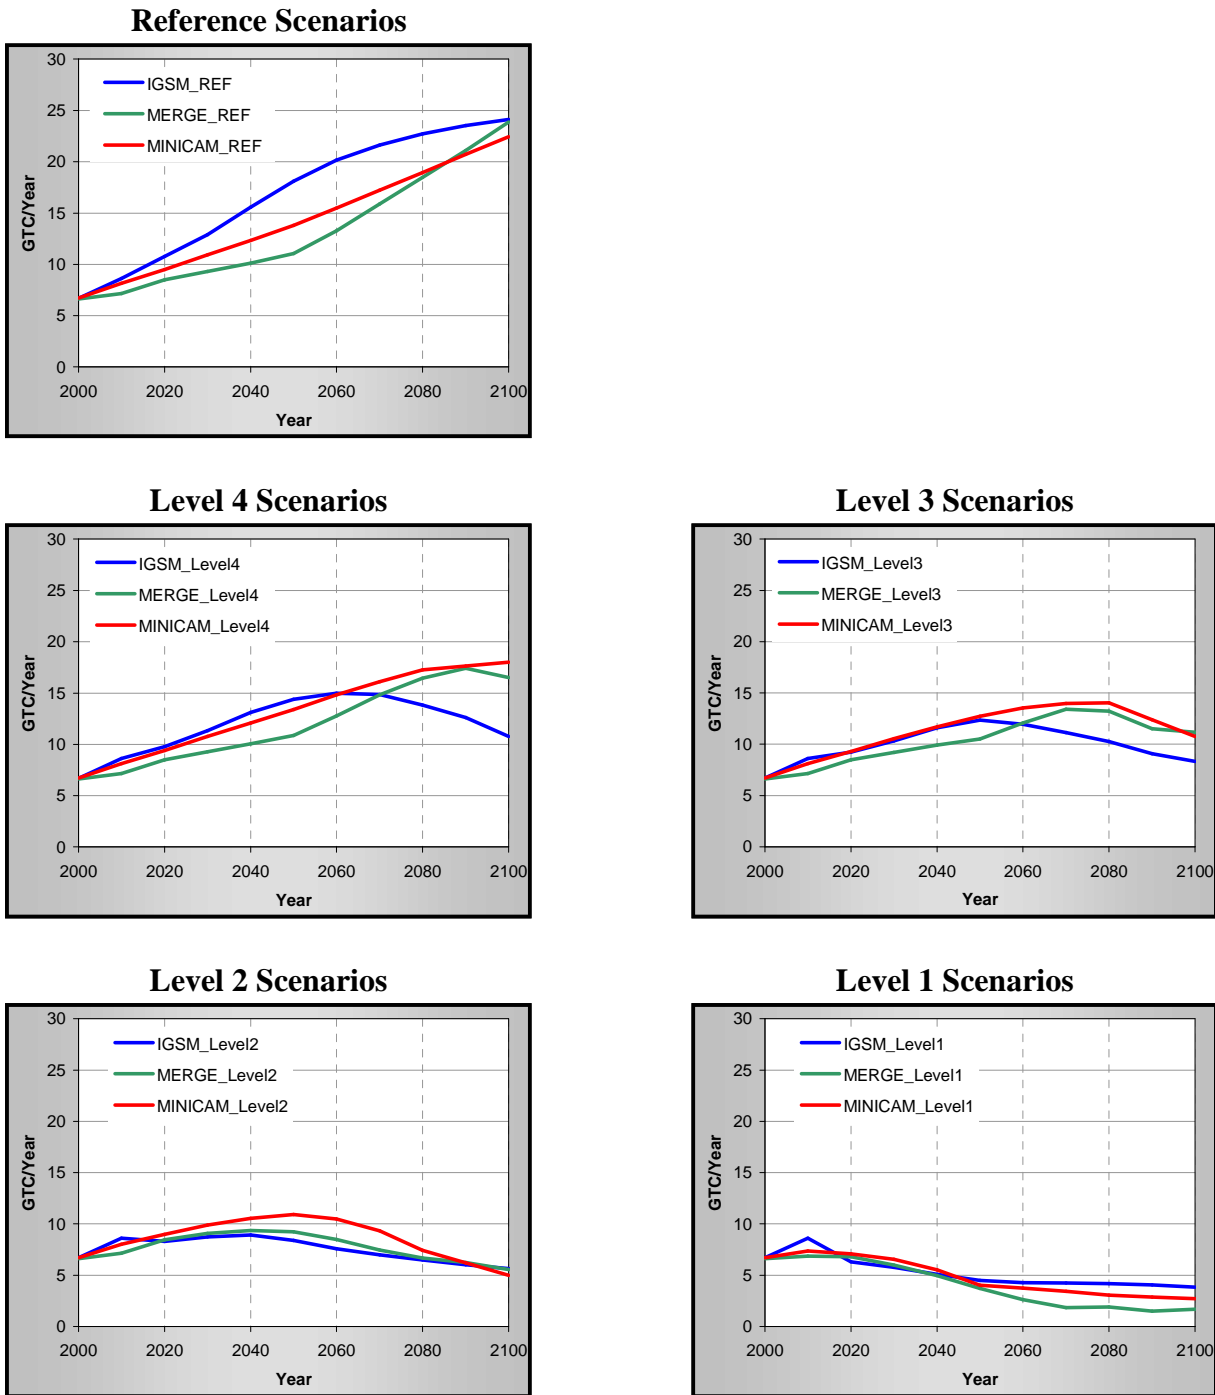 Reference Scenarios
30
25
20
15
10
5
0
GTC/Year
IGSM_REF
MERGE_REF
MINICAM_REF
2000 2020 2040 2060 2080 2100
Year
Level 4 Scenarios
30
25
20
15
10
5
0
GTC/Year
IGSM_Level4
MERGE_Level4
MINICAM_Level4
2000 2020 2040 2060 2080 2100
Year
Level 3 Scenarios
30
25
20
15
10
5
0
GTC/Year
IGSM_Level3
MERGE_Level3
MINICAM_Level3
2000 2020 2040 2060 2080 2100
Year
Level 2 Scenarios
30
25
20
15
10
5
0
GTC/Year
IGSM_Level2
MERGE_Level2
MINICAM_Level2
2000 2020 2040 2060 2080 2100
Year
Level 1 Scenarios
30
25
20
15
10
5
0
GTC/Year
IGSM_Level1
MERGE_Level1
MINICAM_Level1
2000 2020 2040 2060 2080 2100
Year